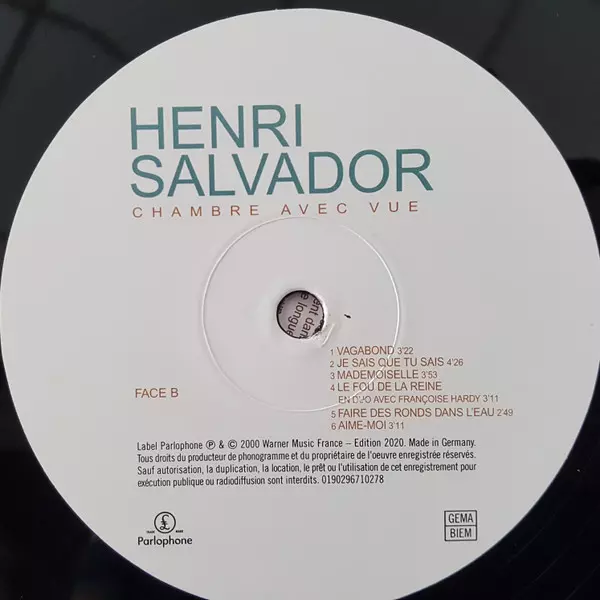 HENRI
SALVADOR
CHAMBRE AVEC VUE
ent dan
longue
1 VAGABOND 3'22
2 JE SAIS QUE TU SAIS 4'26
3 MADEMOISELLE 3'53
4 LE FOU DE LA REINE
EN DUO AVEC FRANÇOISE HARDY 3'11
5 FAIRE DES RONDS DANS L'EAU 2'49
6 AIME-MOI 3'11
FACE B
Label Parlophone ℗ & © 2000 Warner Music France – Edition 2020. Made in Germany.
Tous droits du producteur de phonogramme et du propriétaire de l'oeuvre enregistrée réservés.
Sauf autorisation, la duplication, la location, le prêt ou l'utilisation de cet enregistrement pour
exécution publique ou radiodiffusion sont interdits. 0190296710278
£
Parlophone
GEMA
BIEM